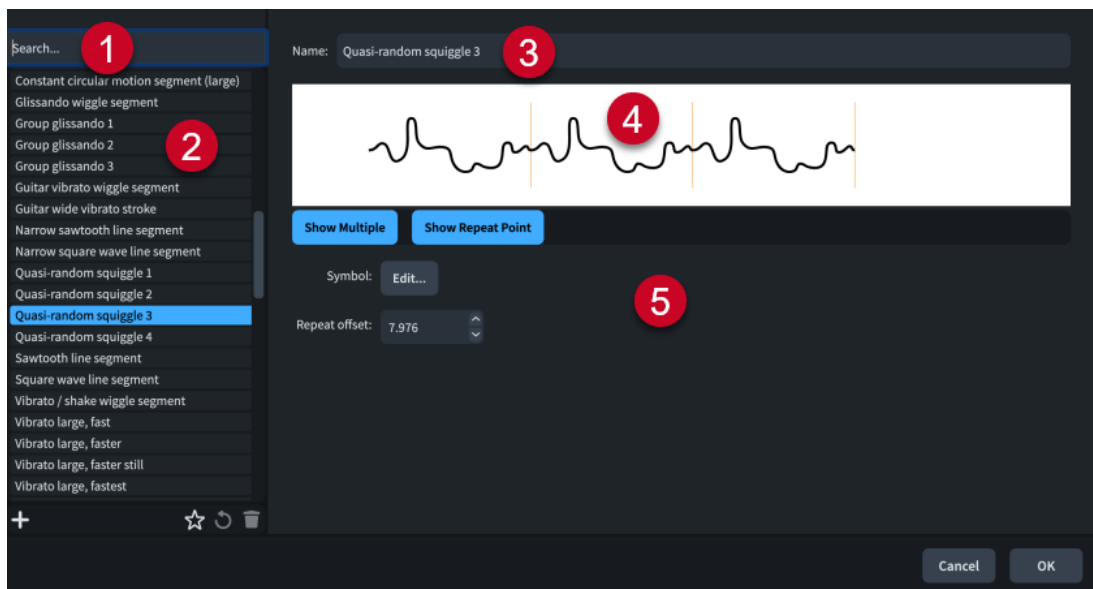 Search...
1
Constant circular motion segment (large)
Glissando wiggle segment
Group glissando 1
Group glissando 2
Group glissando 3
2
Guitar vibrato wiggle segment
Guitar wide vibrato stroke
Narrow sawtooth line segment
Narrow square wave line segment
Quasi-random squiggle 1
Quasi-random squiggle 2
Quasi-random squiggle 3
Quasi-random squiggle 4
Sawtooth line segment
Square wave line segment
Vibrato / shake wiggle segment
Vibrato large, fast
Vibrato large, faster
Vibrato large, faster still
Vibrato large, fastest
Name: Quasi-random squiggle 3
3
4
Show Multiple Show Repeat Point
Symbol: Edit...
5
Repeat offset: 7.976
Cancel OK